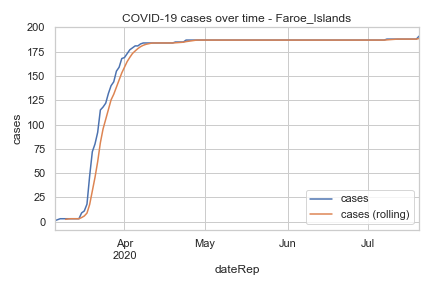 COVID-19 cases over time - Faroe_Islands
200
175
150
125
100
75
50
25
0
cases
Apr
2020
May
Jun
Jul
dateRep
cases
cases (rolling)